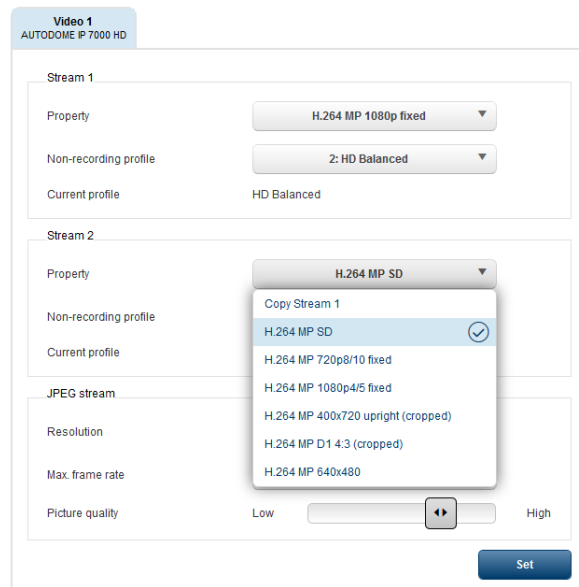 Video 1
AUTODOME IP 7000 HD
Stream 1
Property H.264 MP 1080p fixed
Non-recording profile 2: HD Balanced
Current profile HD Balanced
Stream 2
Property H.264 MP SD
Copy Stream 1
Non-recording profile
H.264 MP SD
Current profile
H.264 MP 720p8/10 fixed
H.264 MP 1080p4/5 fixed
JPEG stream
H.264 MP 400x720 upright (cropped)
Resolution
H.264 MP D1 4:3 (cropped)
Max. frame rate
H.264 MP 640x480
Picture quality Low High
Set